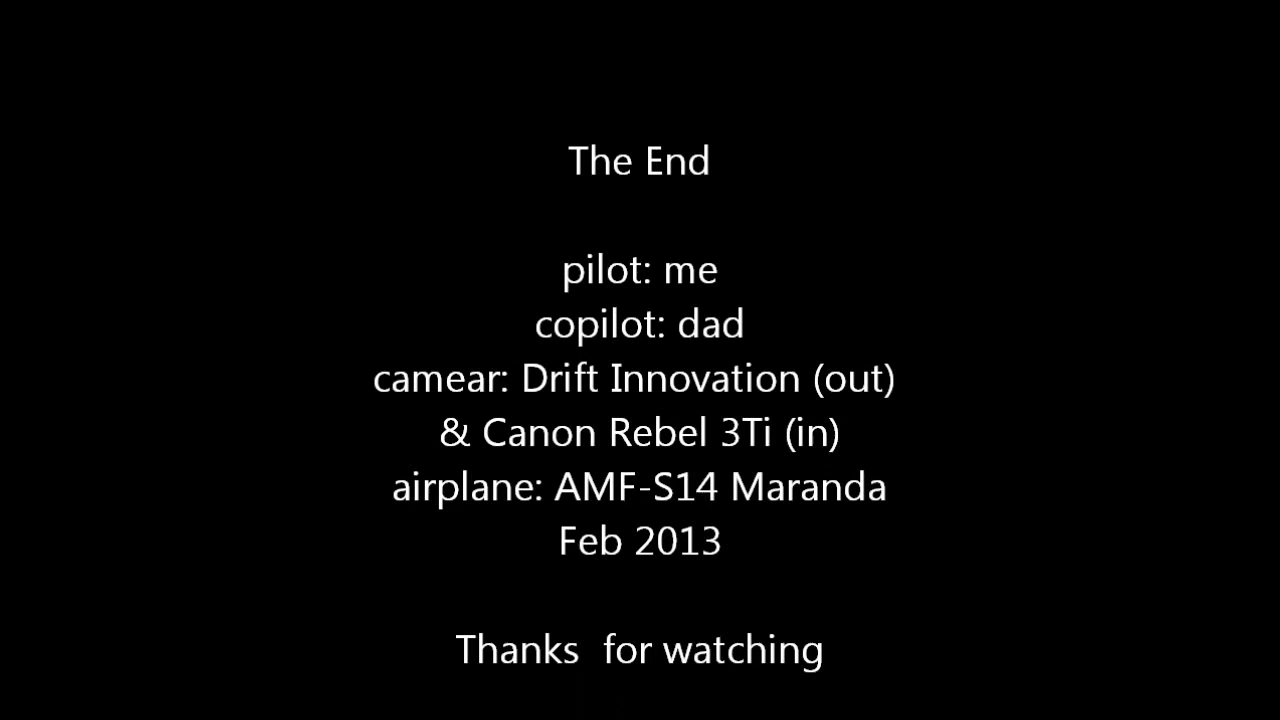 The End
pilot: me
copilot: dad
camear: Drift Innovation (out)
& Canon Rebel 3Ti (in)
airplane: AMF-S14 Maranda
Feb 2013
Thanks  for watching